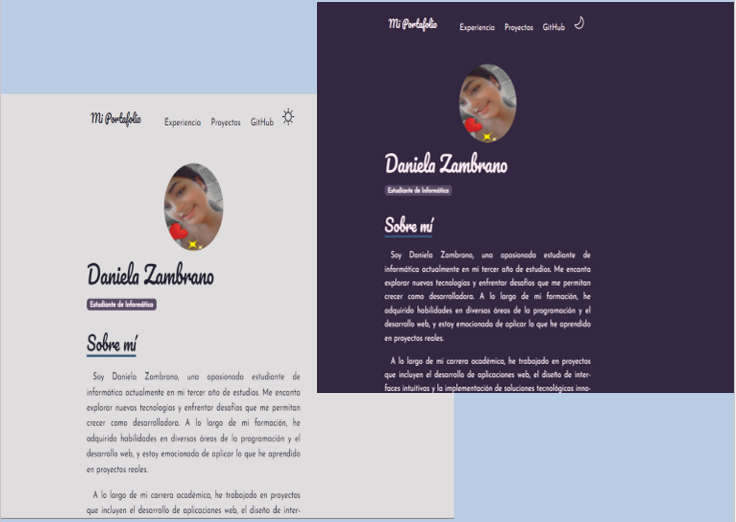 Mi Portafolio
Experiencia Proyectos GitHub
Daniela Zambrano
Estudiante de Informática
Sobre mí
Soy Daniela Zambrano, una apasionada estudiante de
informática actualmente en mi tercer año de estudios. Me encanta
explorar nuevas tecnologías y enfrentar desafíos que me permitan
crecer como desarrolladora. A lo largo de mi formación, he
adquirido habilidades en diversas áreas de la programación y el
desarrollo web, y estoy emocionada de aplicar lo que he aprendido
en proyectos reales.
A lo largo de mi carrera académica, he trabajado en proyectos
que incluyen el desarrollo de aplicaciones web, el diseño de inter-
Mi Portafolio
Experiencia Proyectos GitHub
Daniela Zambrano
Estudiante de Informática
Sobre mí
Soy Daniela Zambrano, una apasionada estudiante de
informática actualmente en mi tercer año de estudios. Me encanta
explorar nuevas tecnologías y enfrentar desafíos que me permitan
crecer como desarrolladora. A lo largo de mi formación, he
adquirido habilidades en diversas áreas de la programación y el
desarrollo web, y estoy emocionada de aplicar lo que he aprendido
en proyectos reales.
A lo largo de mi carrera académica, he trabajado en proyectos
que incluyen el desarrollo de aplicaciones web, el diseño de inter-
faces intuitivas y la implementación de soluciones tecnológicas inno-